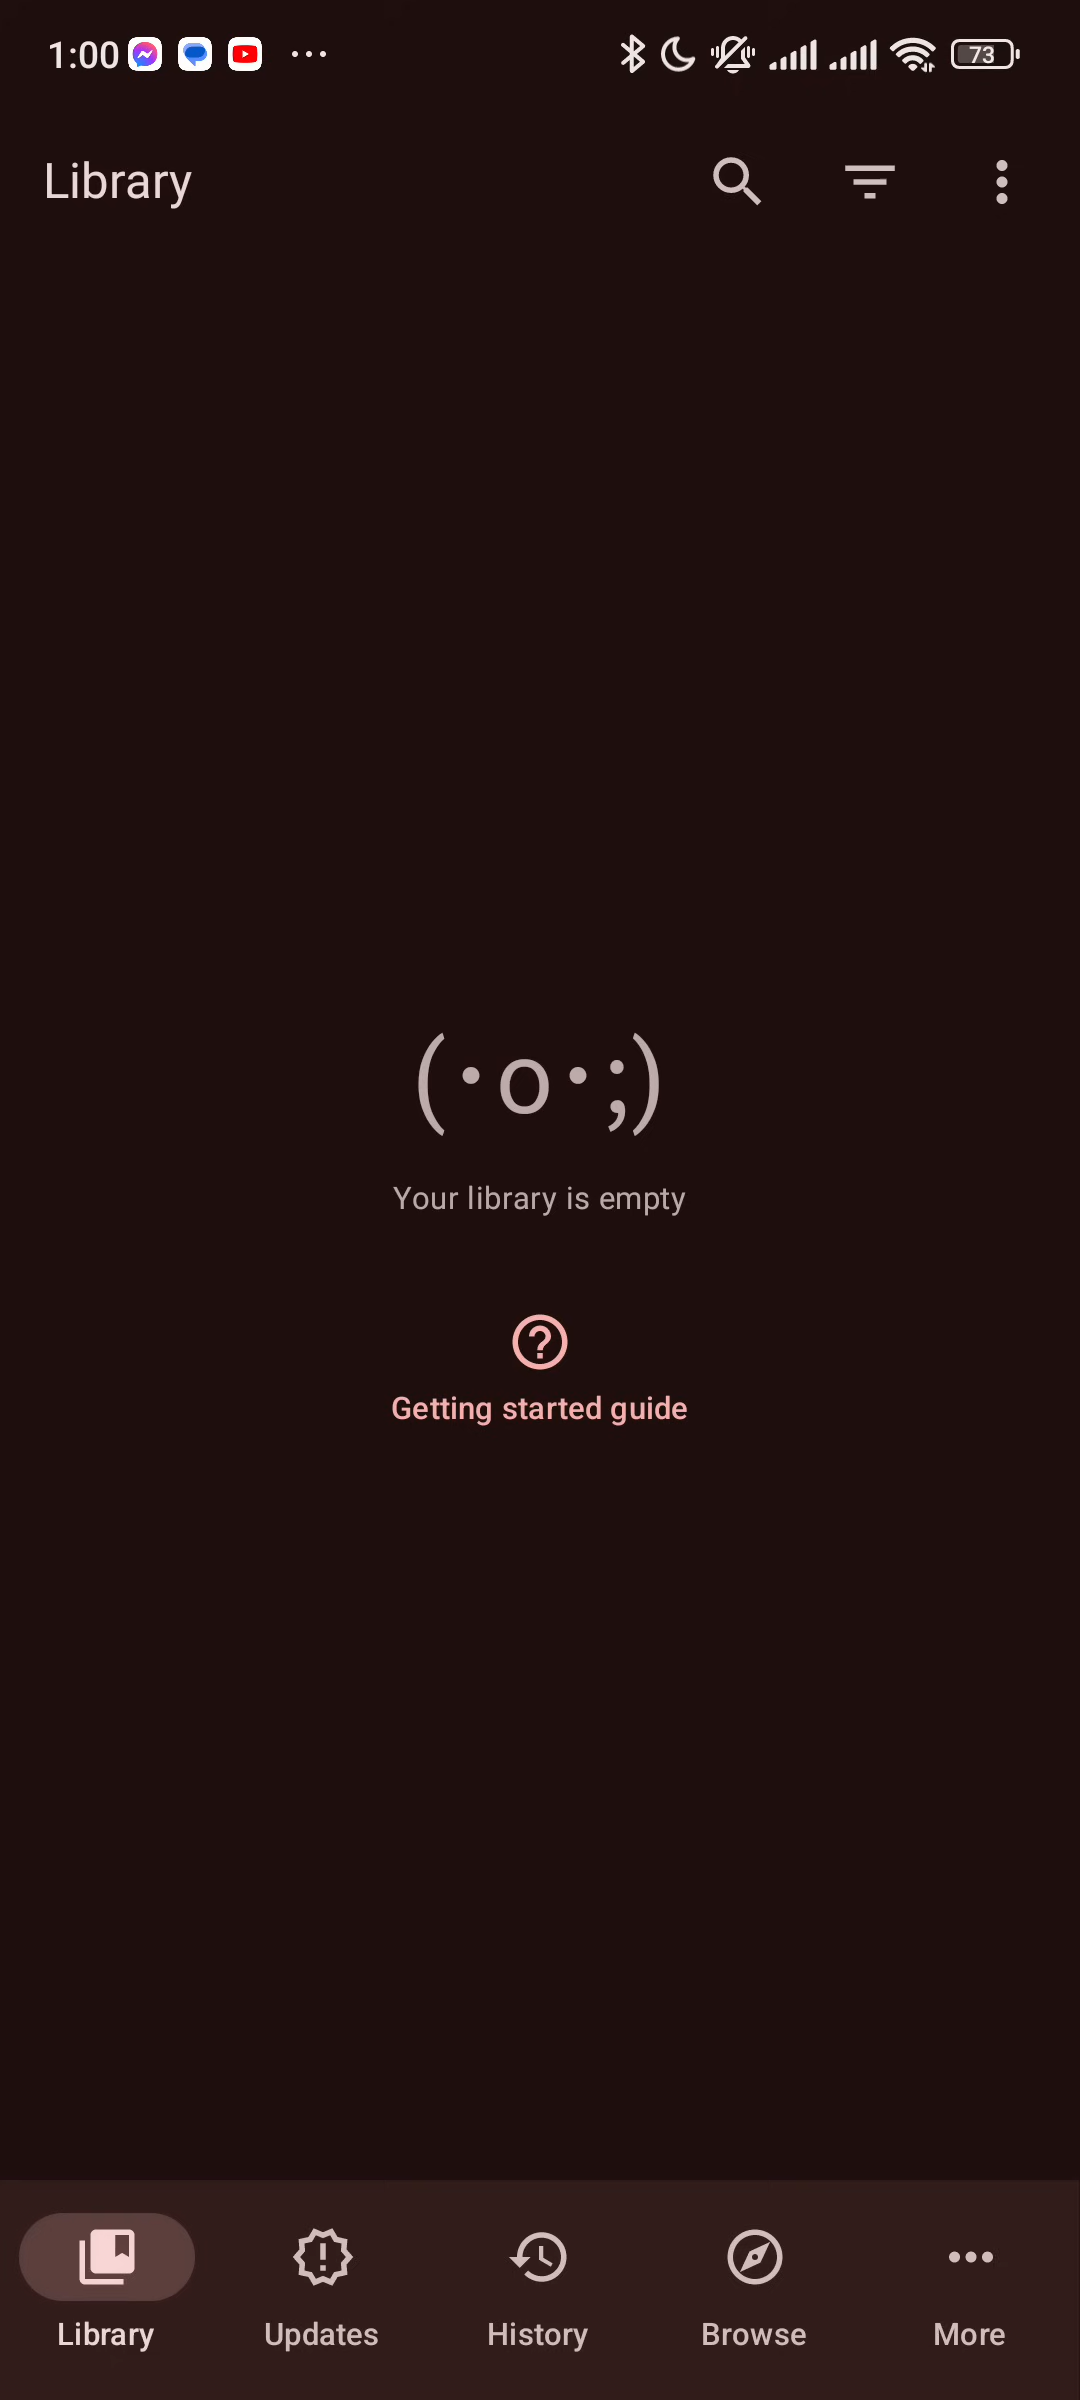 1:00
73
Library
(・o・;)
Your library is empty
Getting started guide
Library
Updates
History
Browse
More